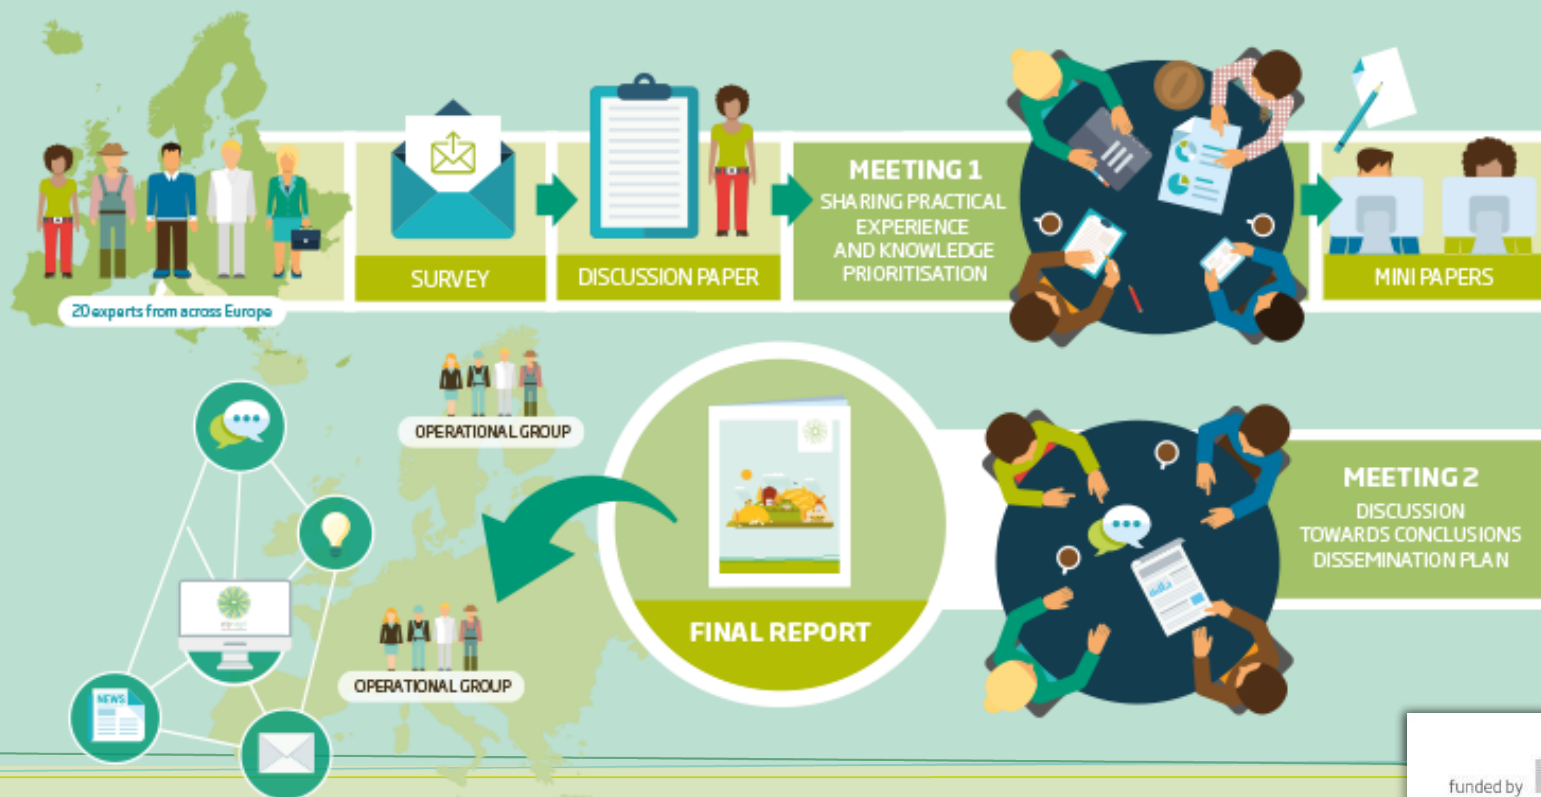 20 experts from across Europe
SURVEY
DISCUSSION PAPER
MEETING 1
SHARING PRACTICAL
EXPERIENCE
AND KNOWLEDGE
PRIORITISATION
MINI PAPERS
OPERATIONAL GROUP
MEETING 2
DISCUSSION
TOWARDS CONCLUSIONS
DISSEMINATION PLAN
FINAL REPORT
OPERATIONAL GROUP
NEWS
funded by